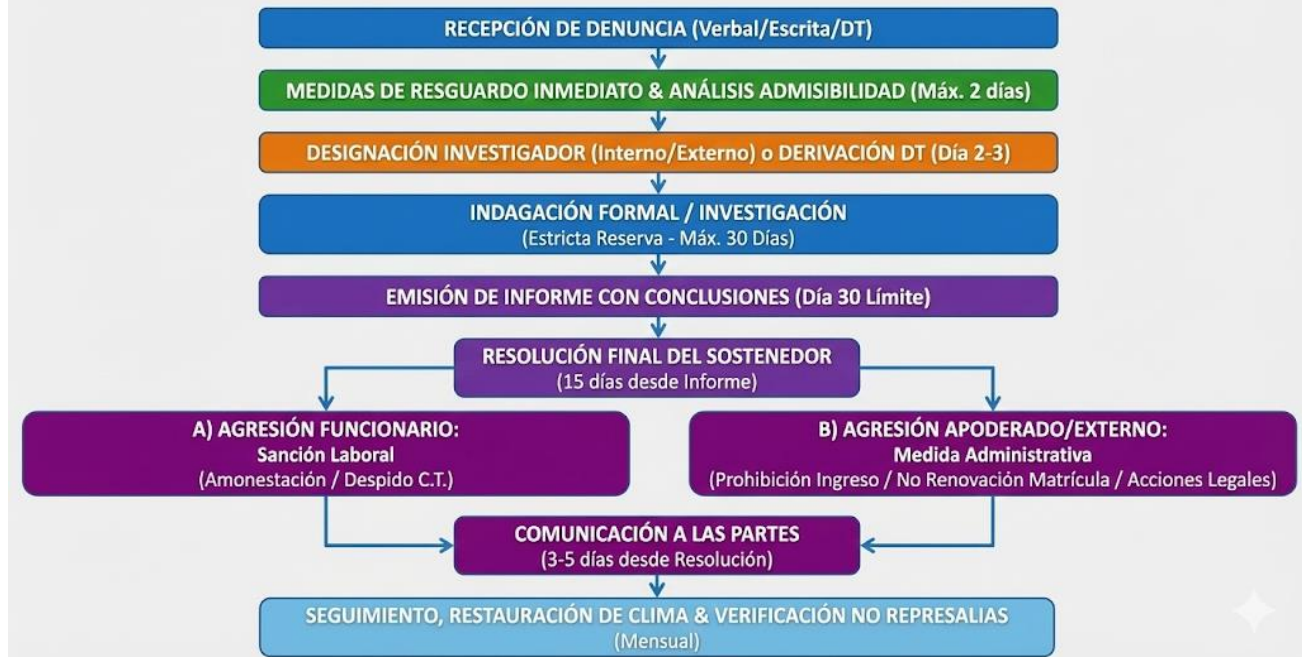 RECEPCIÓN DE DENUNCIA (Verbal/Escrita/DT)
MEDIDAS DE RESGUARDO INMEDIATO & ANÁLISIS ADMISIBILIDAD (Máx. 2 días)
DESIGNACIÓN INVESTIGADOR (Interno/Externo) o DERIVACIÓN DT (Día 2-3)
INDAGACIÓN FORMAL / INVESTIGACIÓN
(Estricta Reserva - Máx. 30 Días)
EMISIÓN DE INFORME CON CONCLUSIONES (Día 30 Límite)
RESOLUCIÓN FINAL DEL SOSTENEDOR
(15 días desde Informe)
A) AGRESIÓN FUNCIONARIO:
Sanción Laboral
(Amonestación / Despido C.T.)
B) AGRESIÓN APODERADO/EXTERNO:
Medida Administrativa
(Prohibición Ingreso / No Renovación Matrícula / Acciones Legales)
COMUNICACIÓN A LAS PARTES
(3-5 días desde Resolución)
SEGUIMIENTO, RESTAURACIÓN DE CLIMA & VERIFICACIÓN NO REPRESALIAS
(Mensual)